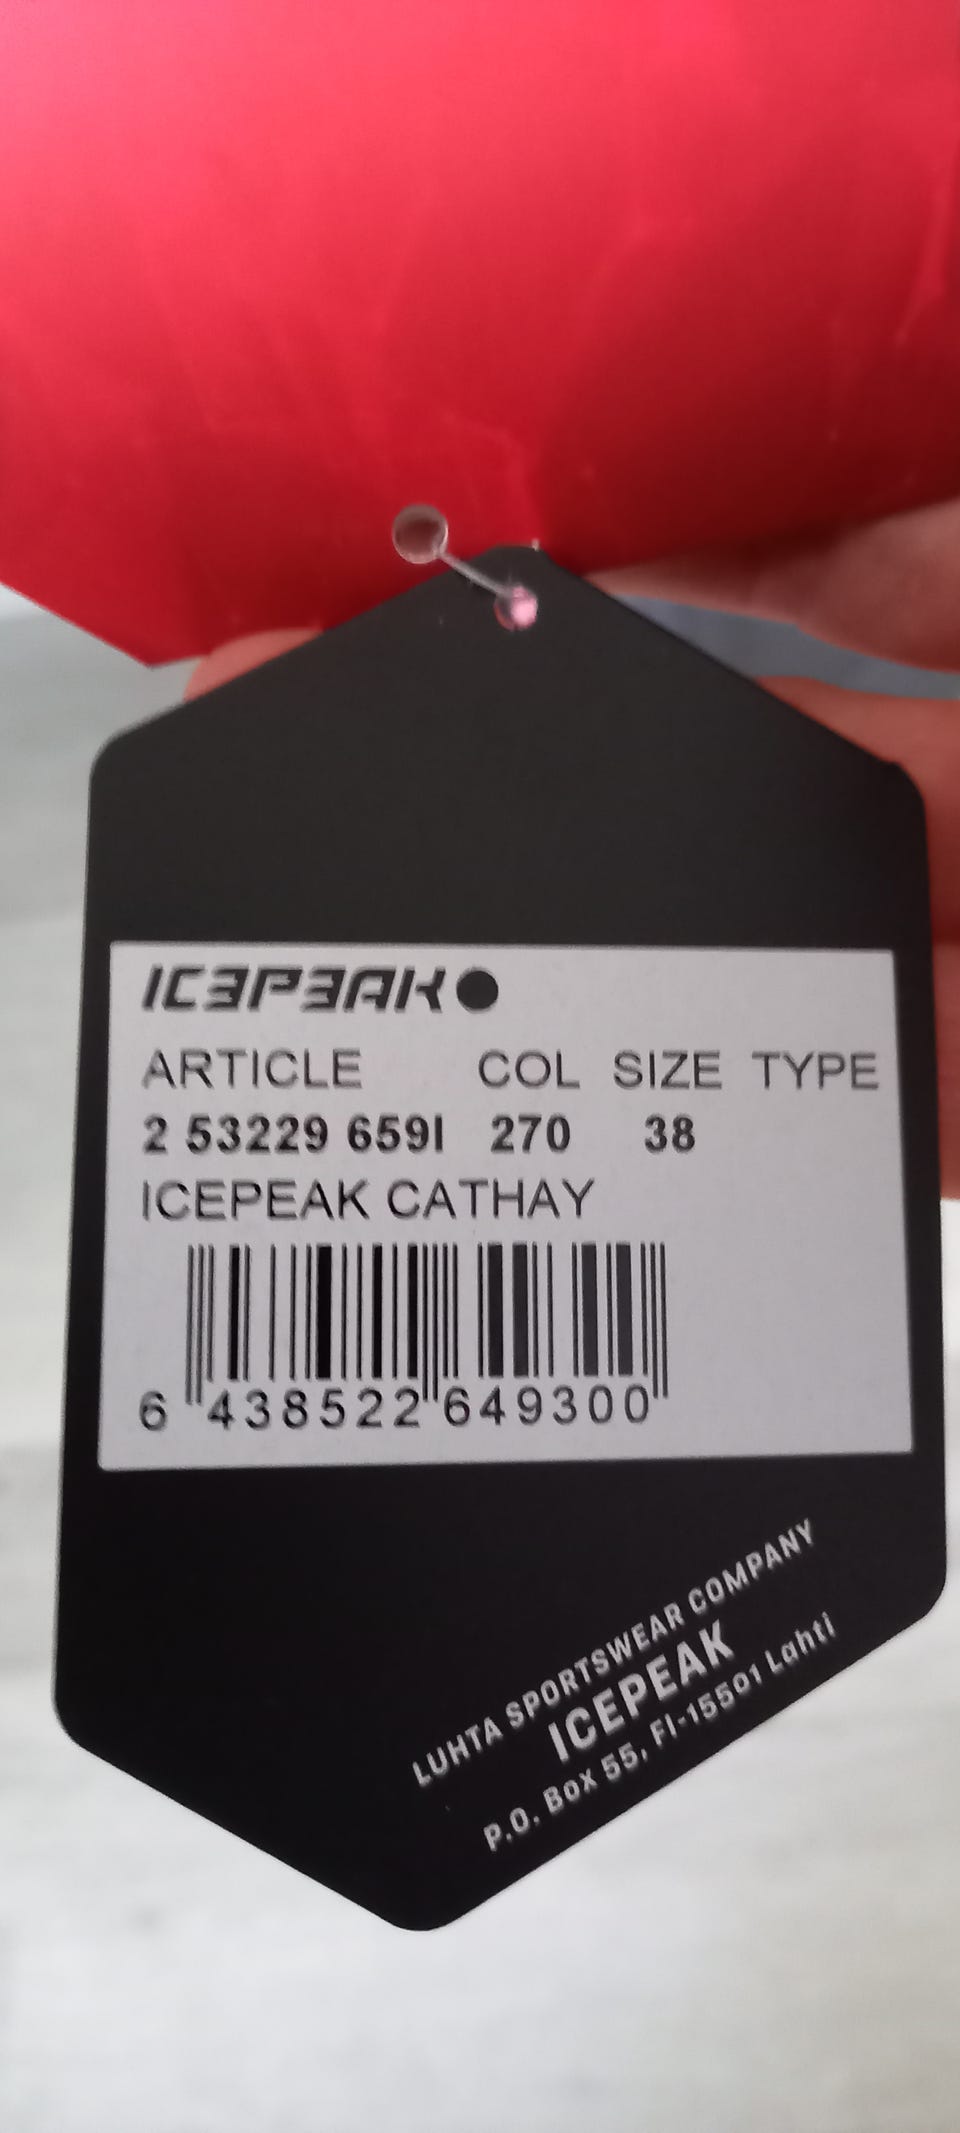 ICEPEAK
ARTICLE COL SIZE TYPE
2 53229 659I 270 38
ICEPEAK CATHAY
6 438522 649300
LUHTA SPORTSWEAR COMPANY
ICEPEAK
P.O. Box 55, FI-15501 Lahti